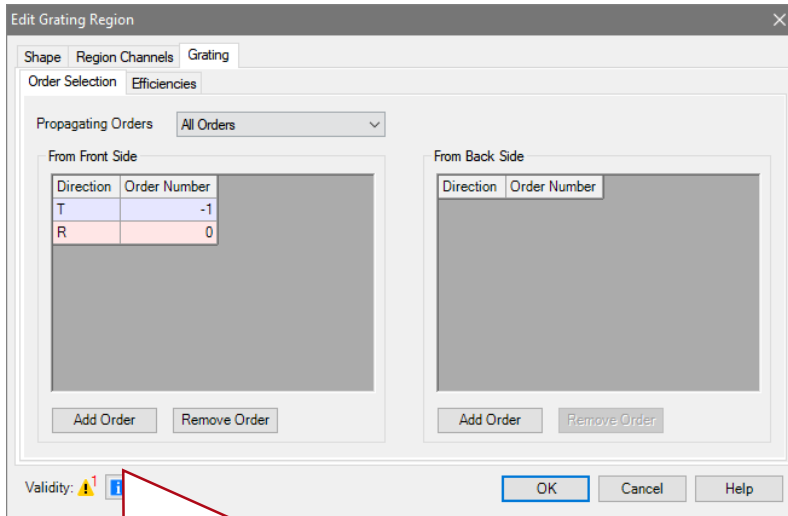 Edit Grating Region
Shape Region Channels Grating
Order Selection Efficiencies
Propagating Orders All Orders
From Front Side
Direction Order Number
T -1
R 0
Add Order Remove Order
From Back Side
Direction Order Number
Add Order Remove Order
Validity: 1
OK Cancel Help